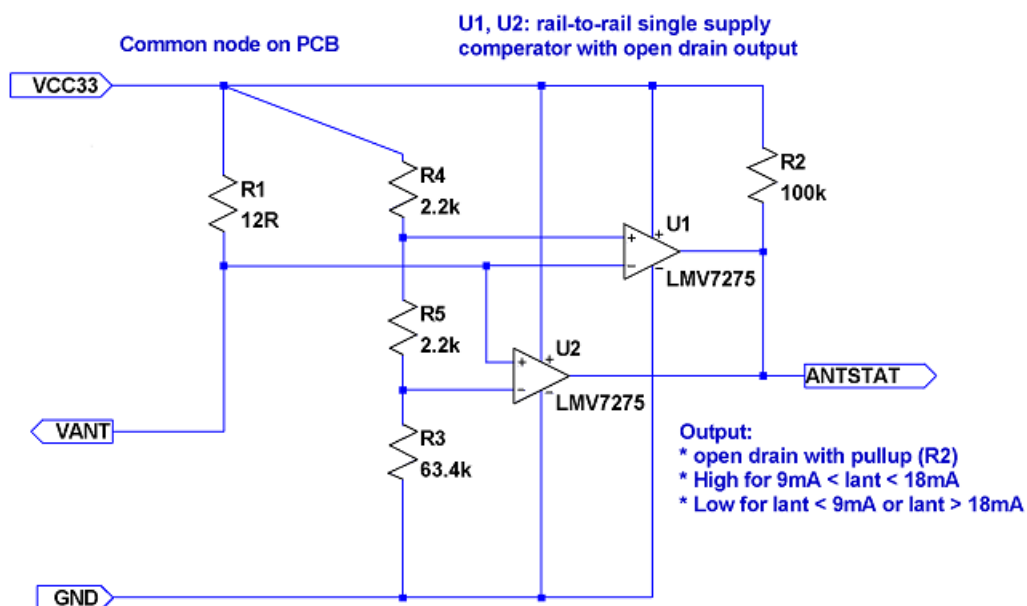 Common node on PCB
U1, U2: rail-to-rail single supply
comperator with open drain output
VCC33
R1
12R
R4
2.2k
R2
100k
+
-
+
-
U1
LMV7275
R5
2.2k
+
-
+
-
U2
LMV7275
ANTSTAT
VANT
R3
63.4k
Output:
* open drain with pullup (R2)
* High for 9mA < Iant < 18mA
* Low for Iant < 9mA or Iant > 18mA
GND